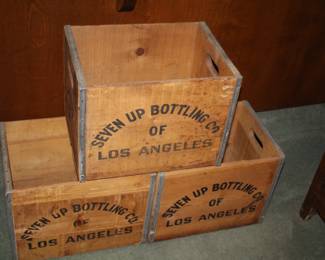 SEVEN UP BOTTLING CO.
OF
LOS ANGELES
SEVEN UP BOTTLING CO.
OF
LOS ANGELES
SEVEN UP BOTTLING CO.
OF
LOS ANGELES